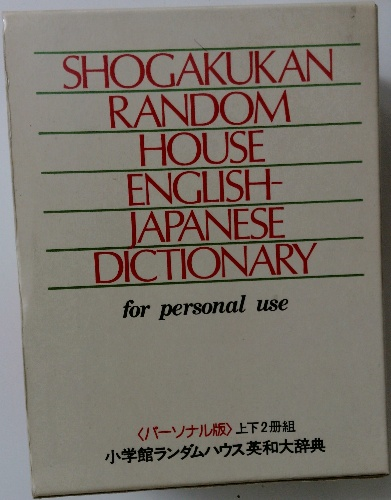 SHOGAKUKAN
RANDOM
HOUSE
ENGLISH-
JAPANESE
DICTIONARY
for personal use
〈パーソナル版〉上下2冊組
小学館ランダムハウス英和大辞典